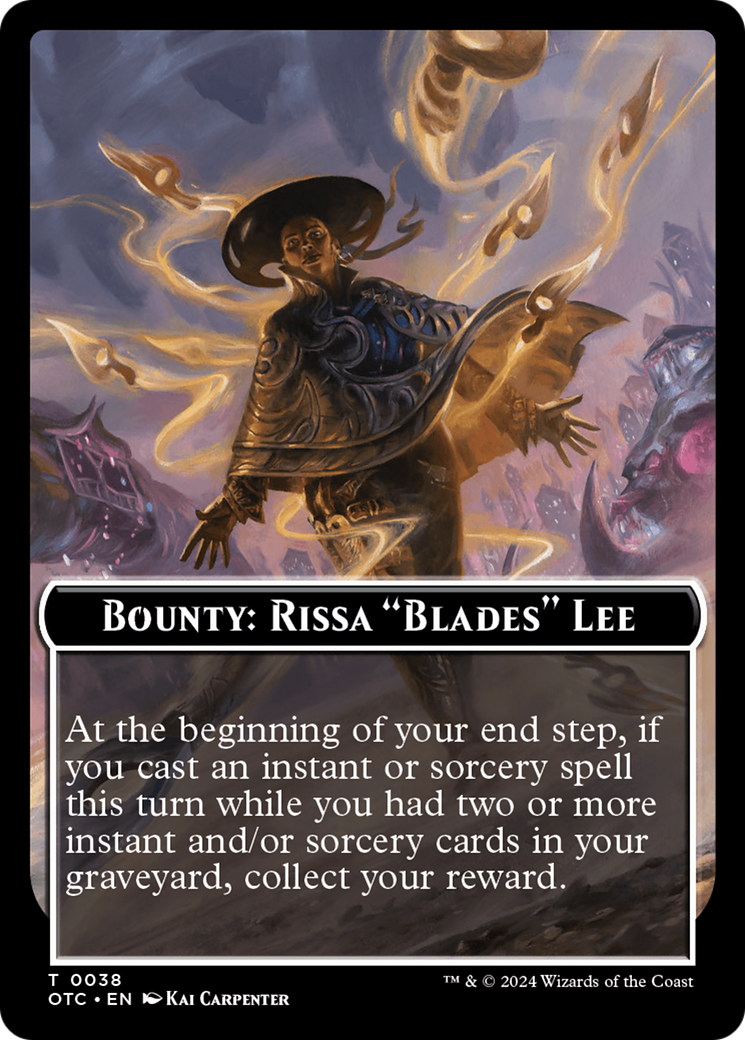 Bounty: Rissa “Blades” Lee
At the beginning of your end step, if
you cast an instant or sorcery spell
this turn while you had two or more
instant and/or sorcery cards in your
graveyard, collect your reward.
T 0038
OTC • EN Kai Carpenter
™ & © 2024 Wizards of the Coast